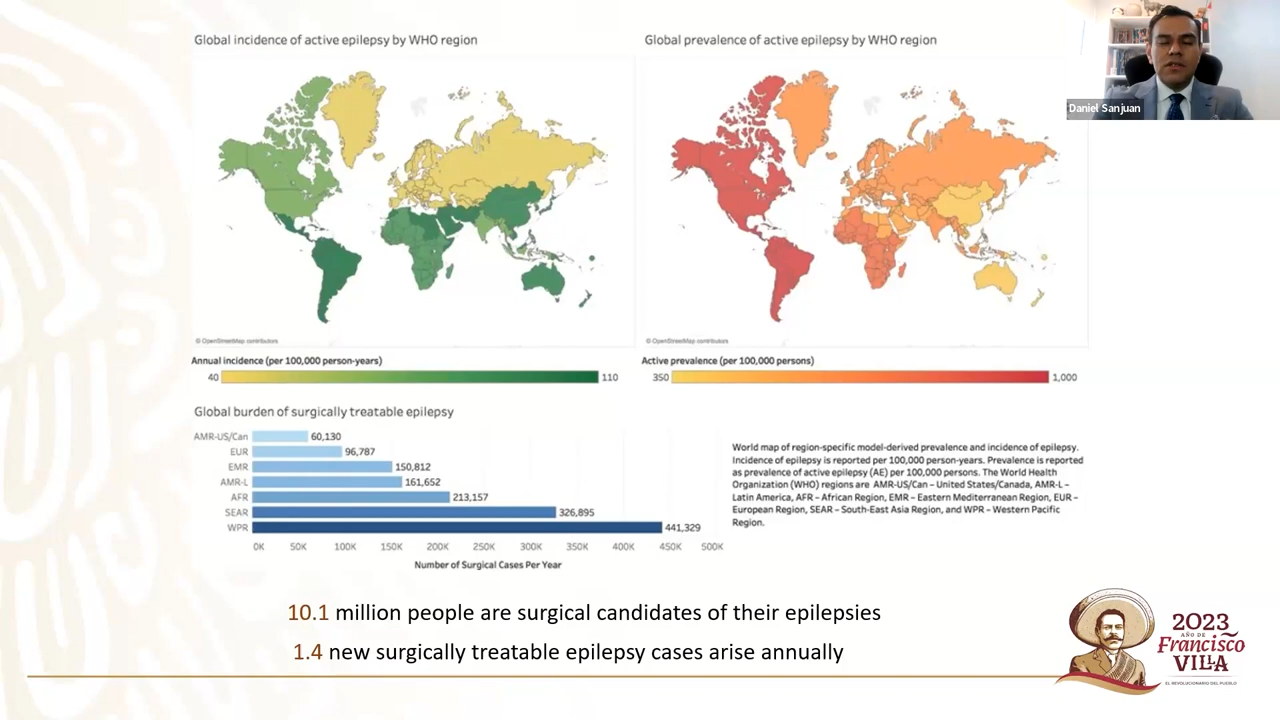 Global incidence of active epilepsy by WHO region
Global prevalence of active epilepsy by WHO region
Daniel Sanjuan
© OpenStreetMap contributors
© OpenStreetMap contributors
Annual incidence (per 100,000 person-years)
40
110
Active prevalence (per 100,000 persons)
350
1,000
Global burden of surgically treatable epilepsy
AMR-US/Can 60,130
EUR 96,787
EMR 150,812
AMR-L 161,652
AFR 213,157
SEAR 326,895
WPR 441,329
0K 50K 100K 150K 200K 250K 300K 350K 400K 450K 500K
Number of Surgical Cases Per Year
World map of region-specific model-derived prevalence and incidence of epilepsy.
Incidence of epilepsy is reported per 100,000 person-years. Prevalence is reported
as prevalence of active epilepsy (AE) per 100,000 persons. The World Health
Organization (WHO) regions are AMR-US/Can – United States/Canada, AMR-L –
Latin America, AFR – African Region, EMR – Eastern Mediterranean Region, EUR –
European Region, SEAR – South-East Asia Region, and WPR – Western Pacific
Region.
10.1 million people are surgical candidates of their epilepsies
1.4 new surgically treatable epilepsy cases arise annually
2023
AÑO DE
Francisco
VILLA
EL REVOLUCIONARIO DEL PUEBLO